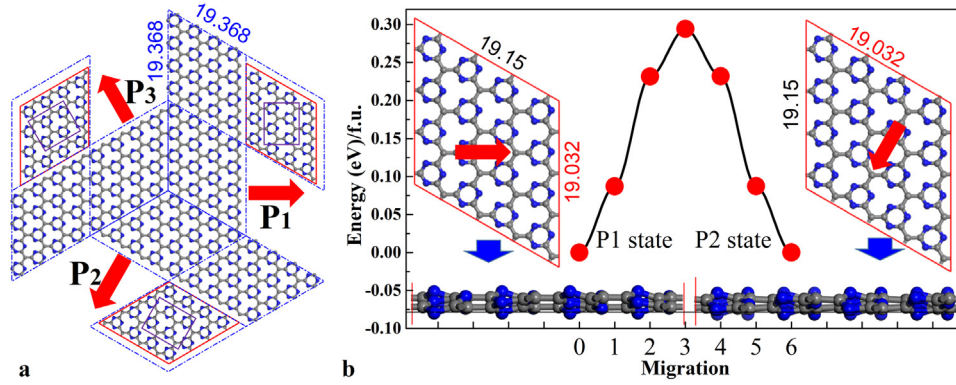 19.368
19.368
P3
P1
P2
a
b
Energy (eV)/f.u.
0.30
0.25
0.20
0.15
0.10
0.05
0.00
-0.05
-0.10
19.15
19.032
19.032
19.15
P1 state
P2 state
0 1 2 3 4 5 6
Migration